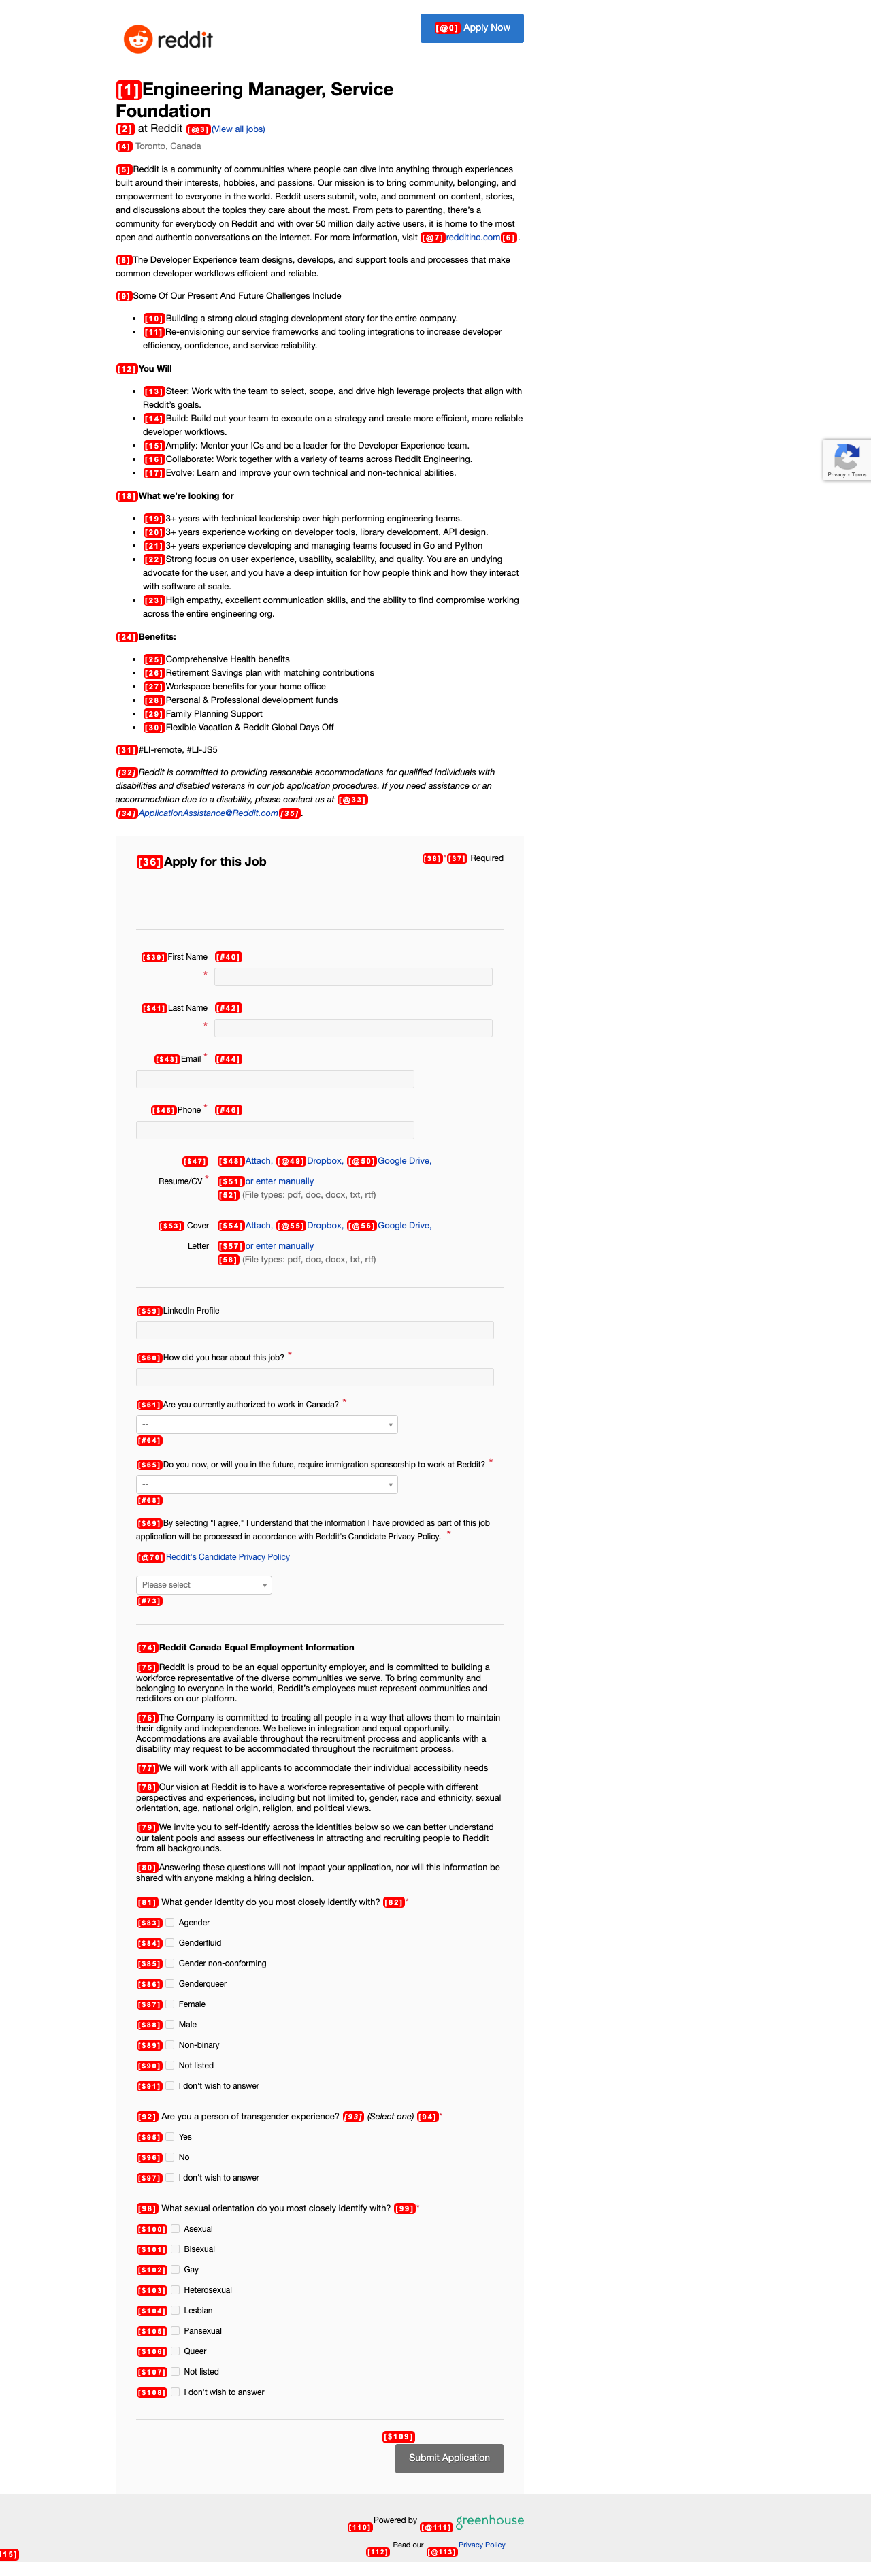 reddit
[@0] Apply Now
[1]Engineering Manager, Service
Foundation
[2] at Reddit [@3](View all jobs)
[4] Toronto, Canada
[5]Reddit is a community of communities where people can dive into anything through experiences
built around their interests, hobbies, and passions. Our mission is to bring community, belonging, and
empowerment to everyone in the world. Reddit users submit, vote, and comment on content, stories,
and discussions about the topics they care about the most. From pets to parenting, there's a
community for everybody on Reddit and with over 50 million daily active users, it is home to the most
open and authentic conversations on the internet. For more information, visit [@7]redditinc.com[6].
[8]The Developer Experience team designs, develops, and support tools and processes that make
common developer workflows efficient and reliable.
[9]Some Of Our Present And Future Challenges Include
[10]Building a strong cloud staging development story for the entire company.
[11]Re-envisioning our service frameworks and tooling integrations to increase developer
efficiency, confidence, and service reliability.
[12]You Will
[13]Steer: Work with the team to select, scope, and drive high leverage projects that align with
Reddit's goals.
[14]Build: Build out your team to execute on a strategy and create more efficient, more reliable
developer workflows.
[15]Amplify: Mentor your ICs and be a leader for the Developer Experience team.
[16]Collaborate: Work together with a variety of teams across Reddit Engineering.
[17]Evolve: Learn and improve your own technical and non-technical abilities.
Privacy - Terms
[18]What we're looking for
[19]3+ years with technical leadership over high performing engineering teams.
[20]3+ years experience working on developer tools, library development, API design.
[21]3+ years experience developing and managing teams focused in Go and Python
[22]Strong focus on user experience, usability, scalability, and quality. You are an undying
advocate for the user, and you have a deep intuition for how people think and how they interact
with software at scale.
[23]High empathy, excellent communication skills, and the ability to find compromise working
across the entire engineering org.
[24]Benefits:
[25]Comprehensive Health benefits
[26]Retirement Savings plan with matching contributions
[27]Workspace benefits for your home office
[28]Personal & Professional development funds
[29]Family Planning Support
[30]Flexible Vacation & Reddit Global Days Off
[31]#LI-remote, #LI-JS5
[32]Reddit is committed to providing reasonable accommodations for qualified individuals with
disabilities and disabled veterans in our job application procedures. If you need assistance or an
accommodation due to a disability, please contact us at [@33]
[34]ApplicationAssistance@Reddit.com[35].
[36]Apply for this Job
[38]*[37] Required
[$39]First Name [#40]
*
[$41]Last Name [#42]
*
[$43]Email * [#44]
[$45]Phone * [#46]
[$47] [$48]Attach, [@49]Dropbox, [@50]Google Drive,
Resume/CV * [$51]or enter manually
[52] (File types: pdf, doc, docx, txt, rtf)
[$53] Cover [$54]Attach, [@55]Dropbox, [@56]Google Drive,
Letter [$57]or enter manually
[58] (File types: pdf, doc, docx, txt, rtf)
[$59]LinkedIn Profile
[$60]How did you hear about this job? *
[$61]Are you currently authorized to work in Canada? *
--
[#64]
[$65]Do you now, or will you in the future, require immigration sponsorship to work at Reddit? *
--
[#68]
[$69]By selecting "I agree," I understand that the information I have provided as part of this job
application will be processed in accordance with Reddit's Candidate Privacy Policy. *
[@70]Reddit's Candidate Privacy Policy
Please select
[#73]
[74]Reddit Canada Equal Employment Information
[75]Reddit is proud to be an equal opportunity employer, and is committed to building a
workforce representative of the diverse communities we serve. To bring community and
belonging to everyone in the world, Reddit's employees must represent communities and
redditors on our platform.
[76]The Company is committed to treating all people in a way that allows them to maintain
their dignity and independence. We believe in integration and equal opportunity.
Accommodations are available throughout the recruitment process and applicants with a
disability may request to be accommodated throughout the recruitment process.
[77]We will work with all applicants to accommodate their individual accessibility needs
[78]Our vision at Reddit is to have a workforce representative of people with different
perspectives and experiences, including but not limited to, gender, race and ethnicity, sexual
orientation, age, national origin, religion, and political views.
[79]We invite you to self-identify across the identities below so we can better understand
our talent pools and assess our effectiveness in attracting and recruiting people to Reddit
from all backgrounds.
[80]Answering these questions will not impact your application, nor will this information be
shared with anyone making a hiring decision.
[81] What gender identity do you most closely identify with? [82]*
[$83] Agender
[$84] Genderfluid
[$85] Gender non-conforming
[$86] Genderqueer
[$87] Female
[$88] Male
[$89] Non-binary
[$90] Not listed
[$91] I don't wish to answer
[92] Are you a person of transgender experience? [93] (Select one) [94]*
[$95] Yes
[$96] No
[$97] I don't wish to answer
[98] What sexual orientation do you most closely identify with? [99]*
[$100] Asexual
[$101] Bisexual
[$102] Gay
[$103] Heterosexual
[$104] Lesbian
[$105] Pansexual
[$106] Queer
[$107] Not listed
[$108] I don't wish to answer
[$109]
Submit Application
[110] Powered by [@111] greenhouse
[112] Read our [@113] Privacy Policy
15]